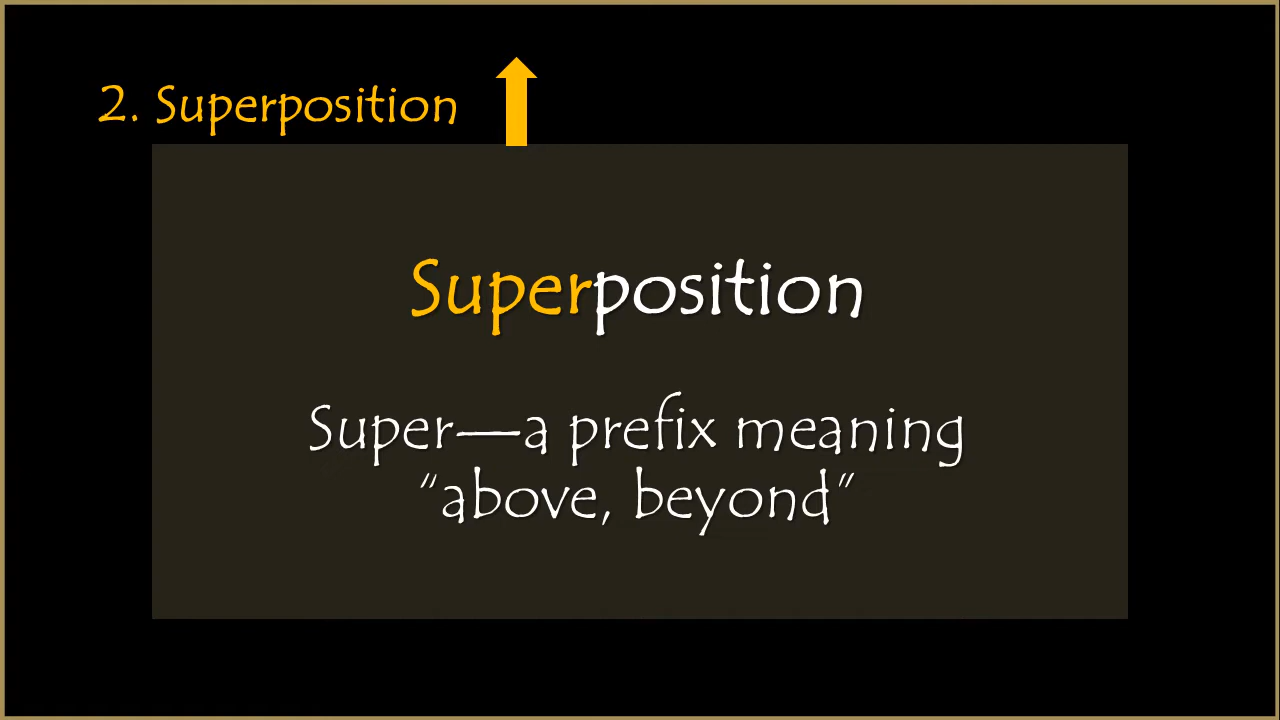 2. Superposition
Superposition
Super—a prefix meaning
“above, beyond”